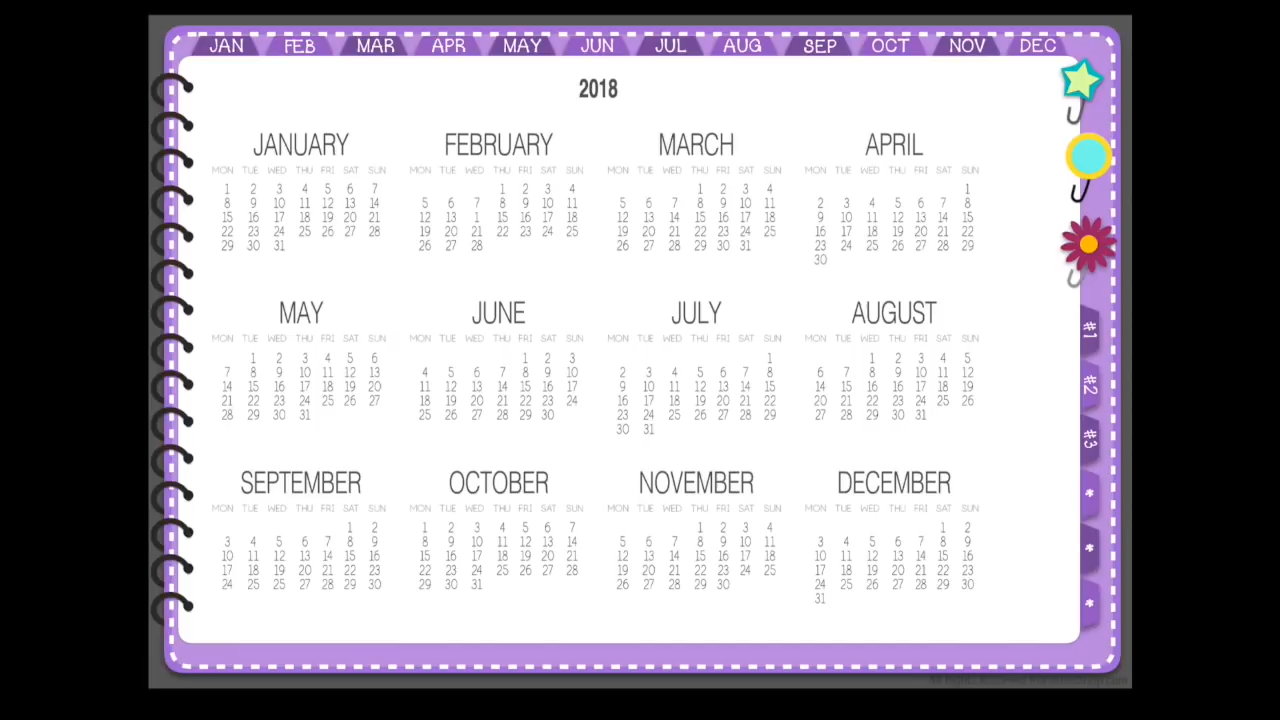 JAN FEB MAR APR MAY JUN JUL AUG SEP OCT NOV DEC
2018
JANUARY FEBRUARY MARCH APRIL
MON TUE WED THU FRI SAT SUN MON TUE WED THU FRI SAT SUN MON TUE WED THU FRI SAT SUN MON TUE WED THU FRI SAT SUN
1 2 3 4 5 6 7 1 2 3 4 1 2 3 4 1
8 9 10 11 12 13 14 5 6 7 8 9 10 11 5 6 7 8 9 10 11 2 3 4 5 6 7 8
15 16 17 18 19 20 21 12 13 1 15 16 17 18 12 13 14 15 16 17 18 9 10 11 12 13 14 15
22 23 24 25 26 27 28 19 20 21 22 23 24 25 19 20 21 22 23 24 25 16 17 18 19 20 21 22
29 30 31 26 27 28 26 27 28 29 30 31 23 24 25 26 27 28 29
30
MAY JUNE JULY AUGUST
MON TUE WED THU FRI SAT SUN MON TUE WED THU FRI SAT SUN MON TUE WED THU FRI SAT SUN MON TUE WED THU FRI SAT SUN
1 2 3 4 5 6 1 2 3 1 1 2 3 4 5
7 8 9 10 11 12 13 4 5 6 7 8 9 10 2 3 4 5 6 7 8 6 7 8 9 10 11 12
14 15 16 17 18 19 20 11 12 13 14 15 16 17 9 10 11 12 13 14 15 14 15 15 16 17 18 19
21 22 23 24 25 26 27 18 19 20 21 22 23 24 16 17 18 19 20 21 22 20 21 22 23 24 25 26
28 29 30 31 25 26 27 28 29 30 23 24 25 26 27 28 29 27 28 29 30 31
30 31
SEPTEMBER OCTOBER NOVEMBER DECEMBER
MON TUE WED THU FRI SAT SUN MON TUE WED THU FRI SAT SUN MON TUE WED THU FRI SAT SUN MON TUE WED THU FRI SAT SUN
1 2 1 2 3 4 5 6 7 1 2 3 4 1 2
3 4 5 6 7 8 9 8 9 10 11 12 13 14 5 6 7 8 9 10 11 3 4 5 6 7 8 9
10 11 12 13 14 15 16 15 16 17 18 19 20 21 12 13 14 15 16 17 18 10 11 12 13 14 15 16
17 18 19 20 21 22 23 22 23 24 25 26 27 28 19 20 21 22 23 24 25 17 18 19 20 21 22 23
24 25 25 27 28 29 30 29 30 31 26 27 28 29 30 24 25 25 27 28 29 30
31
#1
#2
#3
*
*
*